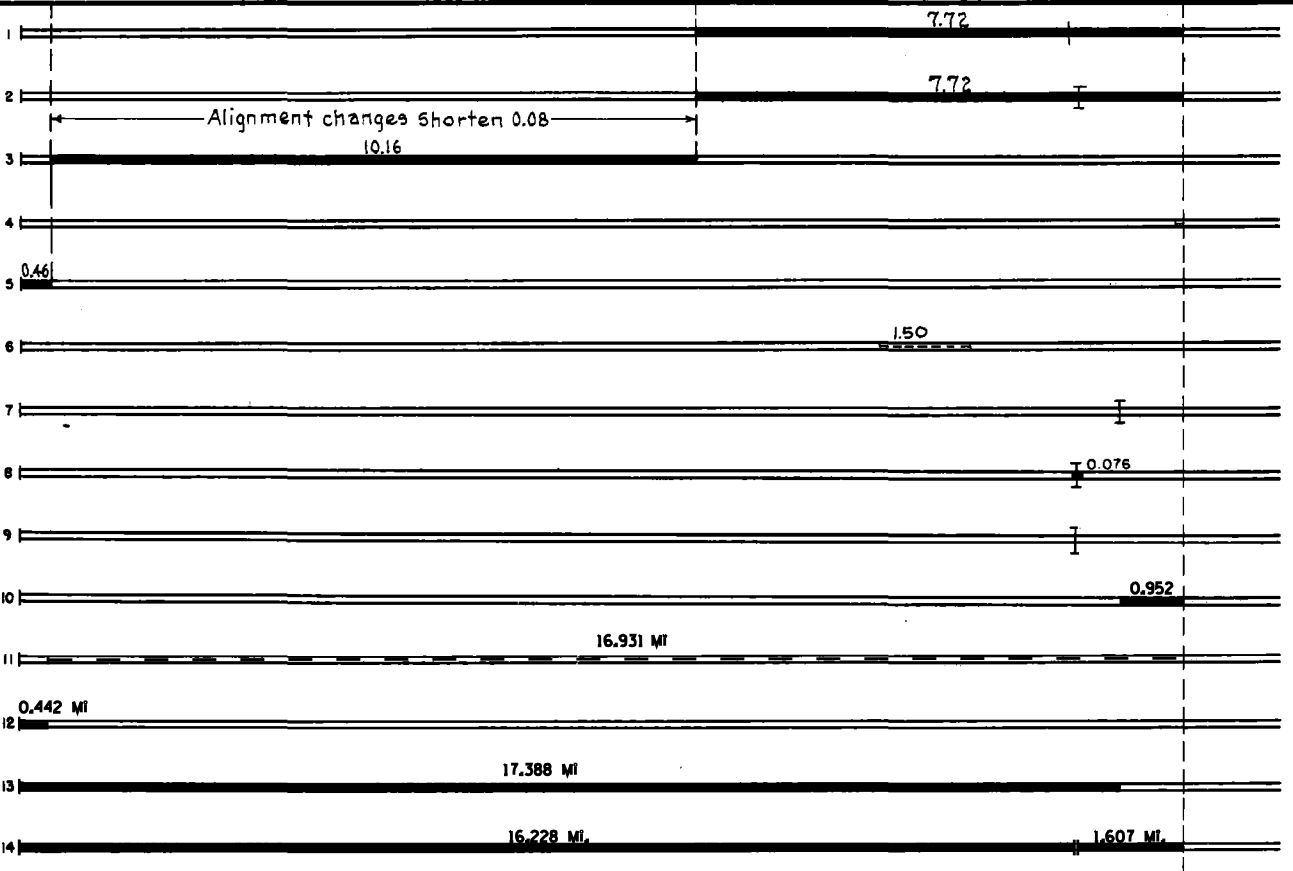 1 7.72
2 7.72
Alignment changes Shorten 0.08
3 10.16
4
5 0.46
6 1.50
7
8 0.076
9
10 0.952
11 16.931 Mi
12 0.442 Mi
13 17.388 Mi
14 16.228 Mi. 1.607 Mi.